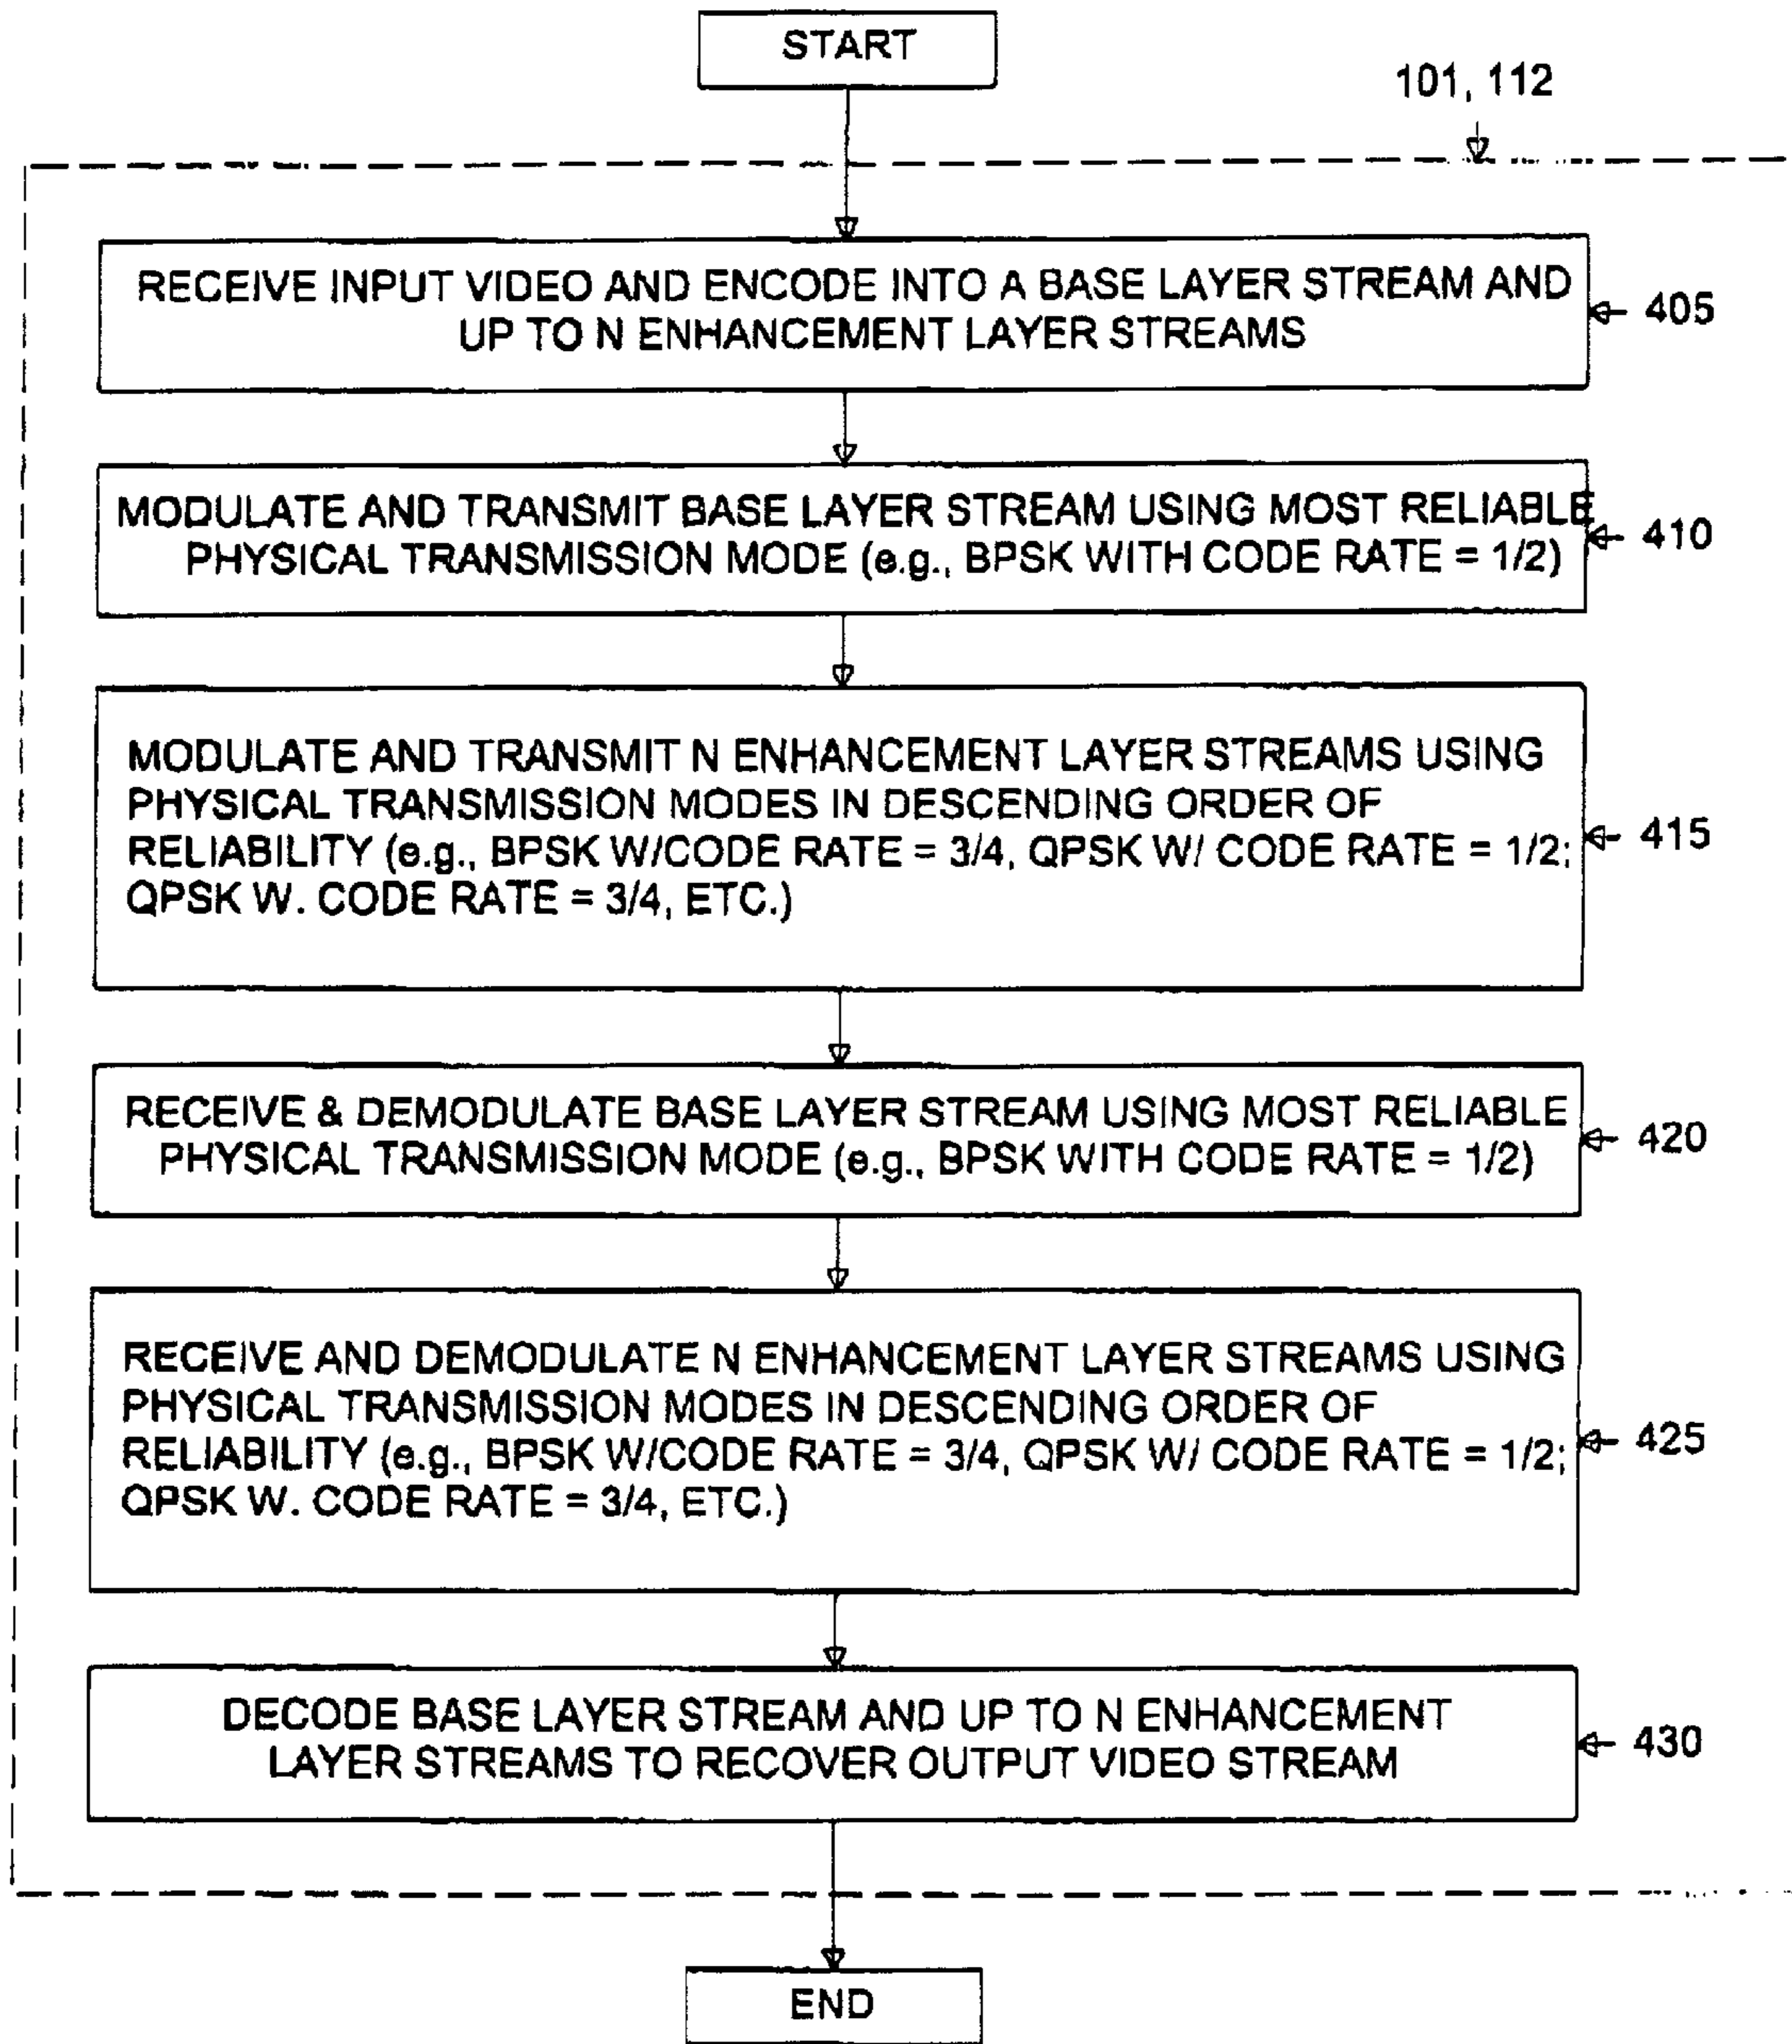 START
101, 112
RECEIVE INPUT VIDEO AND ENCODE INTO A BASE LAYER STREAM AND
UP TO N ENHANCEMENT LAYER STREAMS
405
MODULATE AND TRANSMIT BASE LAYER STREAM USING MOST RELIABLE
PHYSICAL TRANSMISSION MODE (e.g., BPSK WITH CODE RATE = 1/2)
410
MODULATE AND TRANSMIT N ENHANCEMENT LAYER STREAMS USING
PHYSICAL TRANSMISSION MODES IN DESCENDING ORDER OF
RELIABILITY (e.g., BPSK W/CODE RATE = 3/4, QPSK W/ CODE RATE = 1/2;
QPSK W. CODE RATE = 3/4, ETC.)
415
RECEIVE & DEMODULATE BASE LAYER STREAM USING MOST RELIABLE
PHYSICAL TRANSMISSION MODE (e.g., BPSK WITH CODE RATE = 1/2)
420
RECEIVE AND DEMODULATE N ENHANCEMENT LAYER STREAMS USING
PHYSICAL TRANSMISSION MODES IN DESCENDING ORDER OF
RELIABILITY (e.g., BPSK W/CODE RATE = 3/4, QPSK W/ CODE RATE = 1/2;
QPSK W. CODE RATE = 3/4, ETC.)
425
DECODE BASE LAYER STREAM AND UP TO N ENHANCEMENT
LAYER STREAMS TO RECOVER OUTPUT VIDEO STREAM
430
END